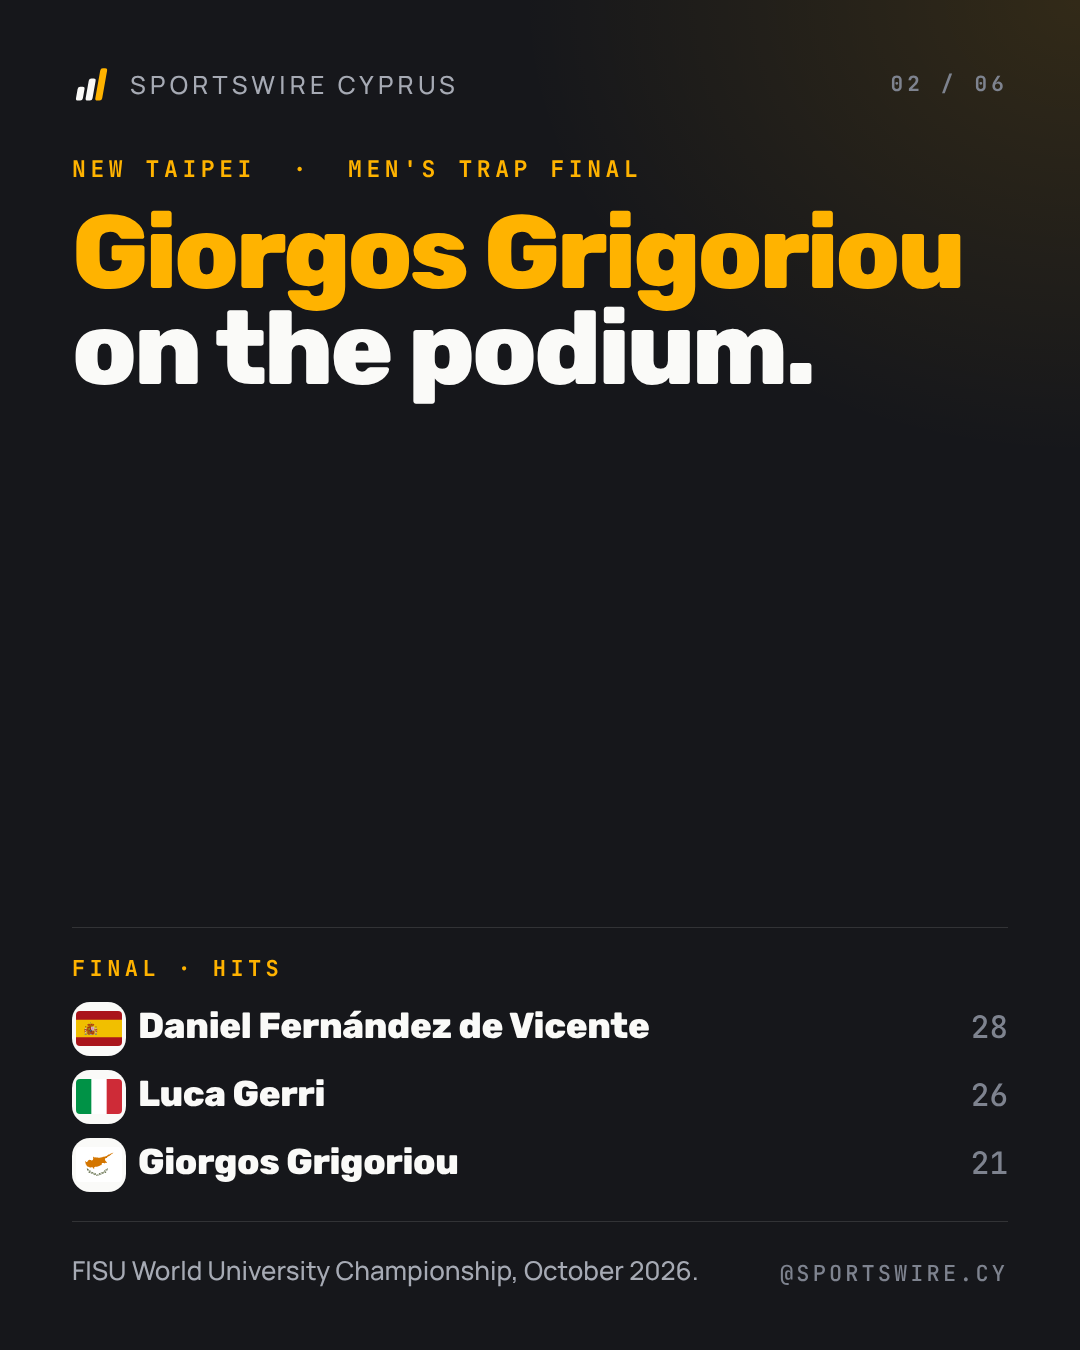 SPORTSWIRE CYPRUS
02 / 06
NEW TAIPEI · MEN'S TRAP FINAL
Giorgos Grigoriou
on the podium.
FINAL · HITS
Daniel Fernández de Vicente 28
Luca Gerri 26
Giorgos Grigoriou 21
FISU World University Championship, October 2026.
@SPORTSWIRE.CY